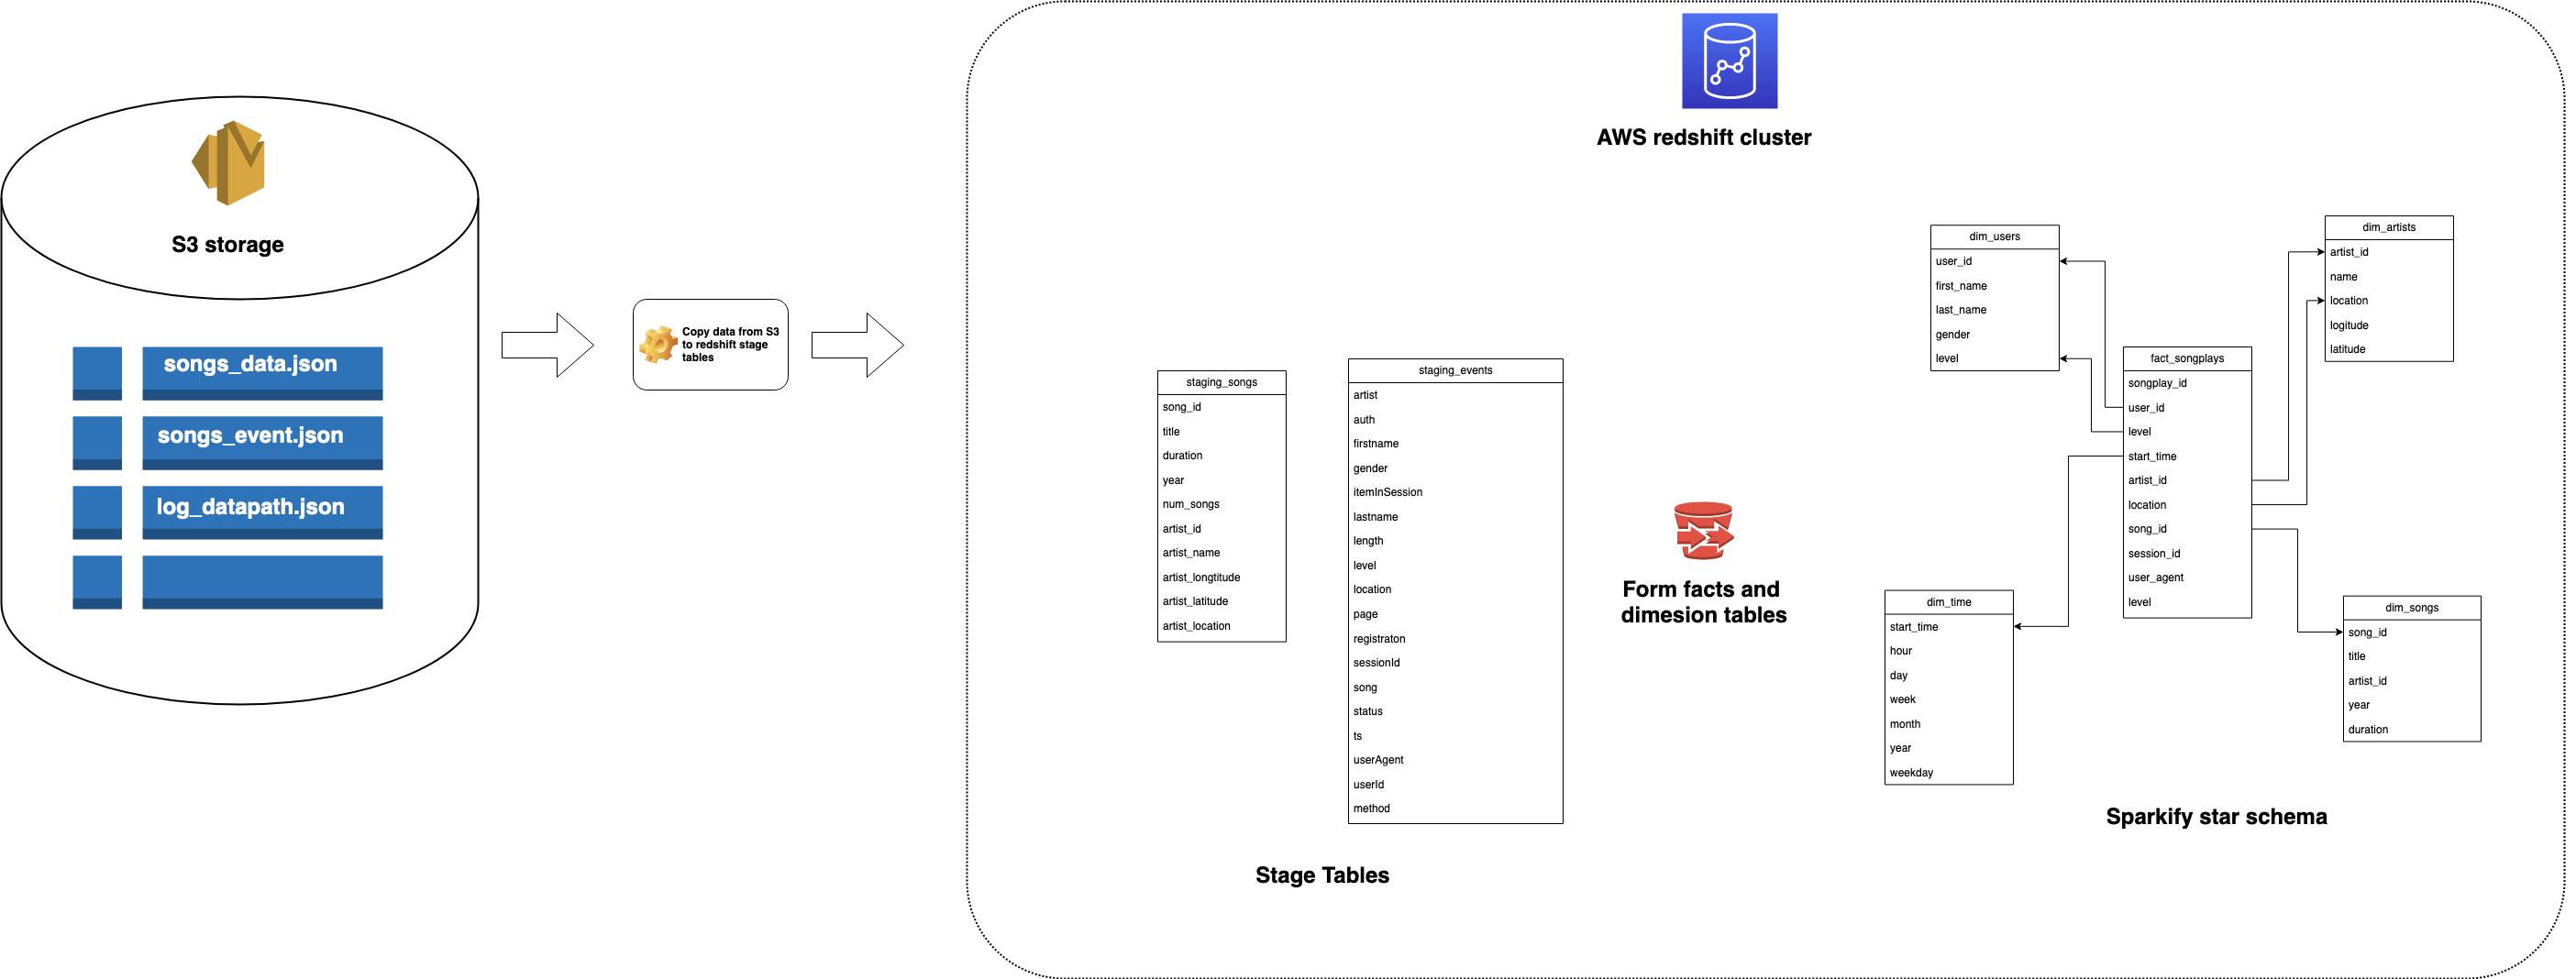 S3 storage
songs_data.json
songs_event.json
log_datapath.json
Copy data from S3
to redshift stage
tables
AWS redshift cluster
staging_songs
song_id
title
duration
year
num_songs
artist_id
artist_name
artist_longtitude
artist_latitude
artist_location
staging_events
artist
auth
firstname
gender
itemInSession
lastname
length
level
location
page
registraton
sessionId
song
status
ts
userAgent
userId
method
Stage Tables
Form facts and
dimesion tables
dim_users
user_id
first_name
last_name
gender
level
dim_artists
artist_id
name
location
logitude
latitude
fact_songplays
songplay_id
user_id
level
start_time
artist_id
location
song_id
session_id
user_agent
level
dim_time
start_time
hour
day
week
month
year
weekday
dim_songs
song_id
title
artist_id
year
duration
Sparkify star schema